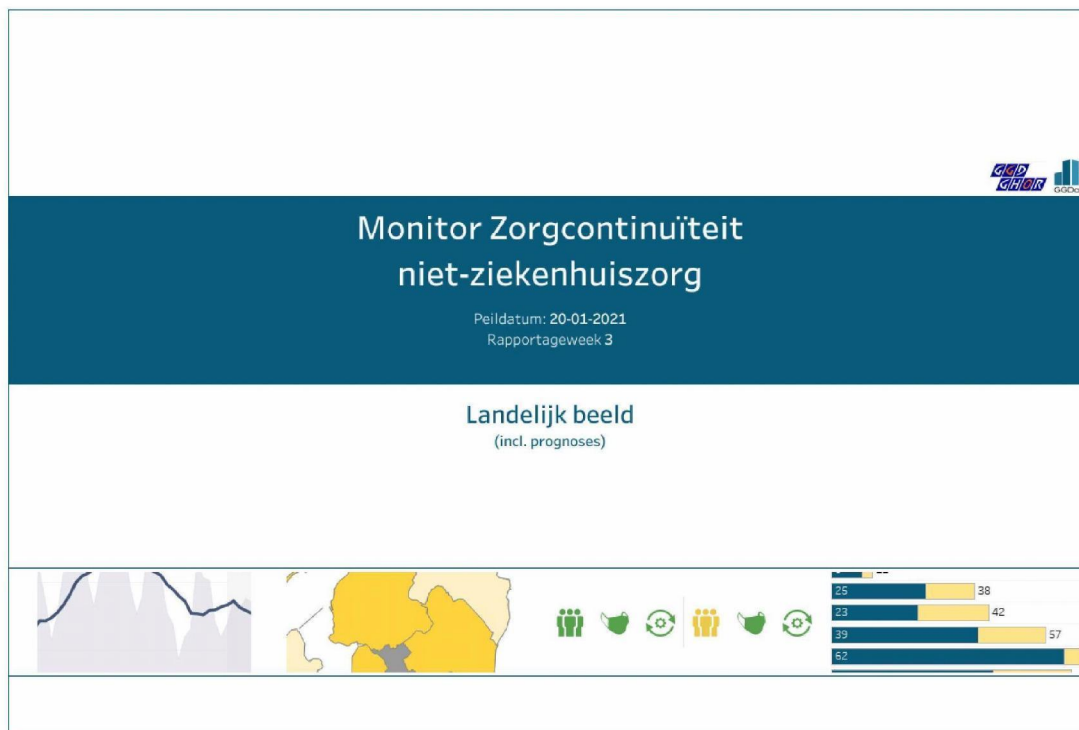 GGD
GHOR
GGD
Monitor Zorgcontinuïteit
niet-ziekenhuiszorg
Peildatum: 20-01-2021
Rapportageweek 3
Landelijk beeld
(incl. prognoses)
25 38
23 42
39 57
62